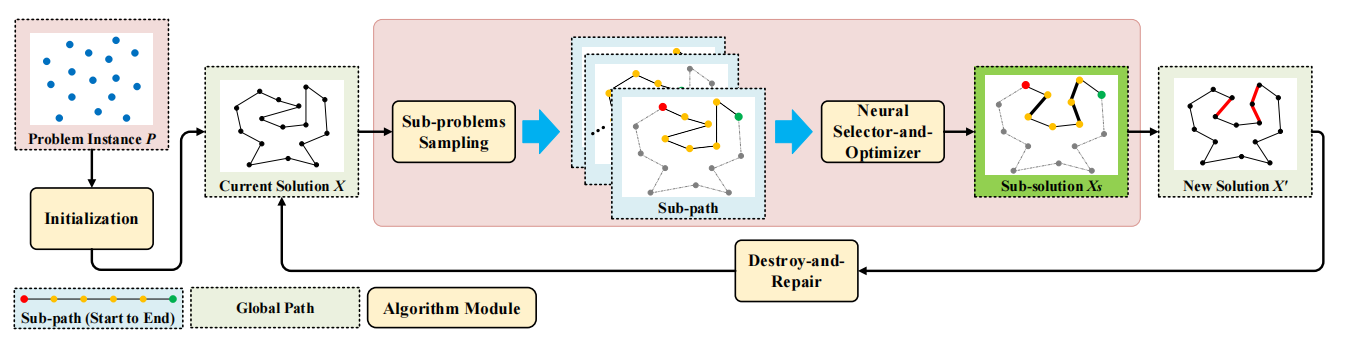 Problem Instance P
Initialization
Current Solution X
Sub-problems
Sampling
Sub-path
Neural
Selector-and-
Optimizer
Sub-solution Xs
New Solution X'
Destroy-and-
Repair
Sub-path (Start to End)
Global Path
Algorithm Module